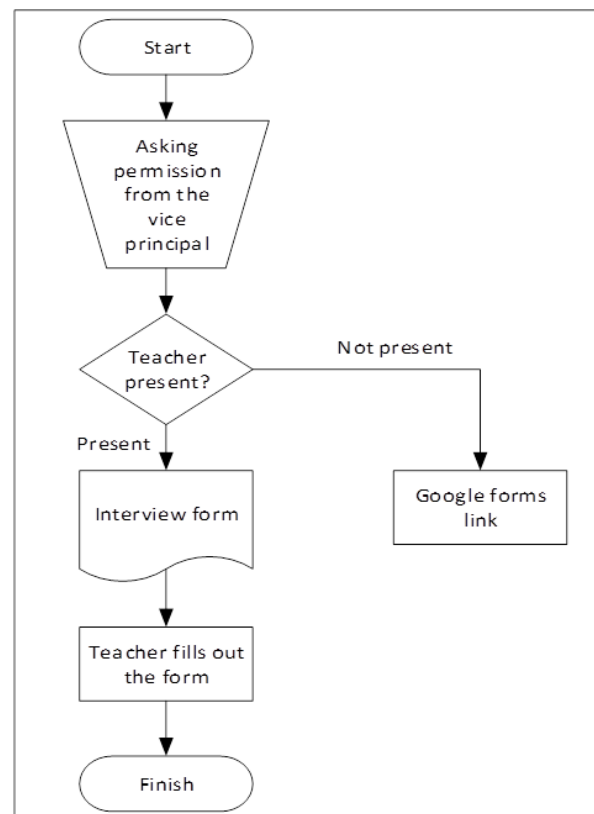 Start
Asking
permission
from the
vice
principal
Teacher
present?
Not present
Present
Interview form
Google forms
link
Teacher fills out
the form
Finish